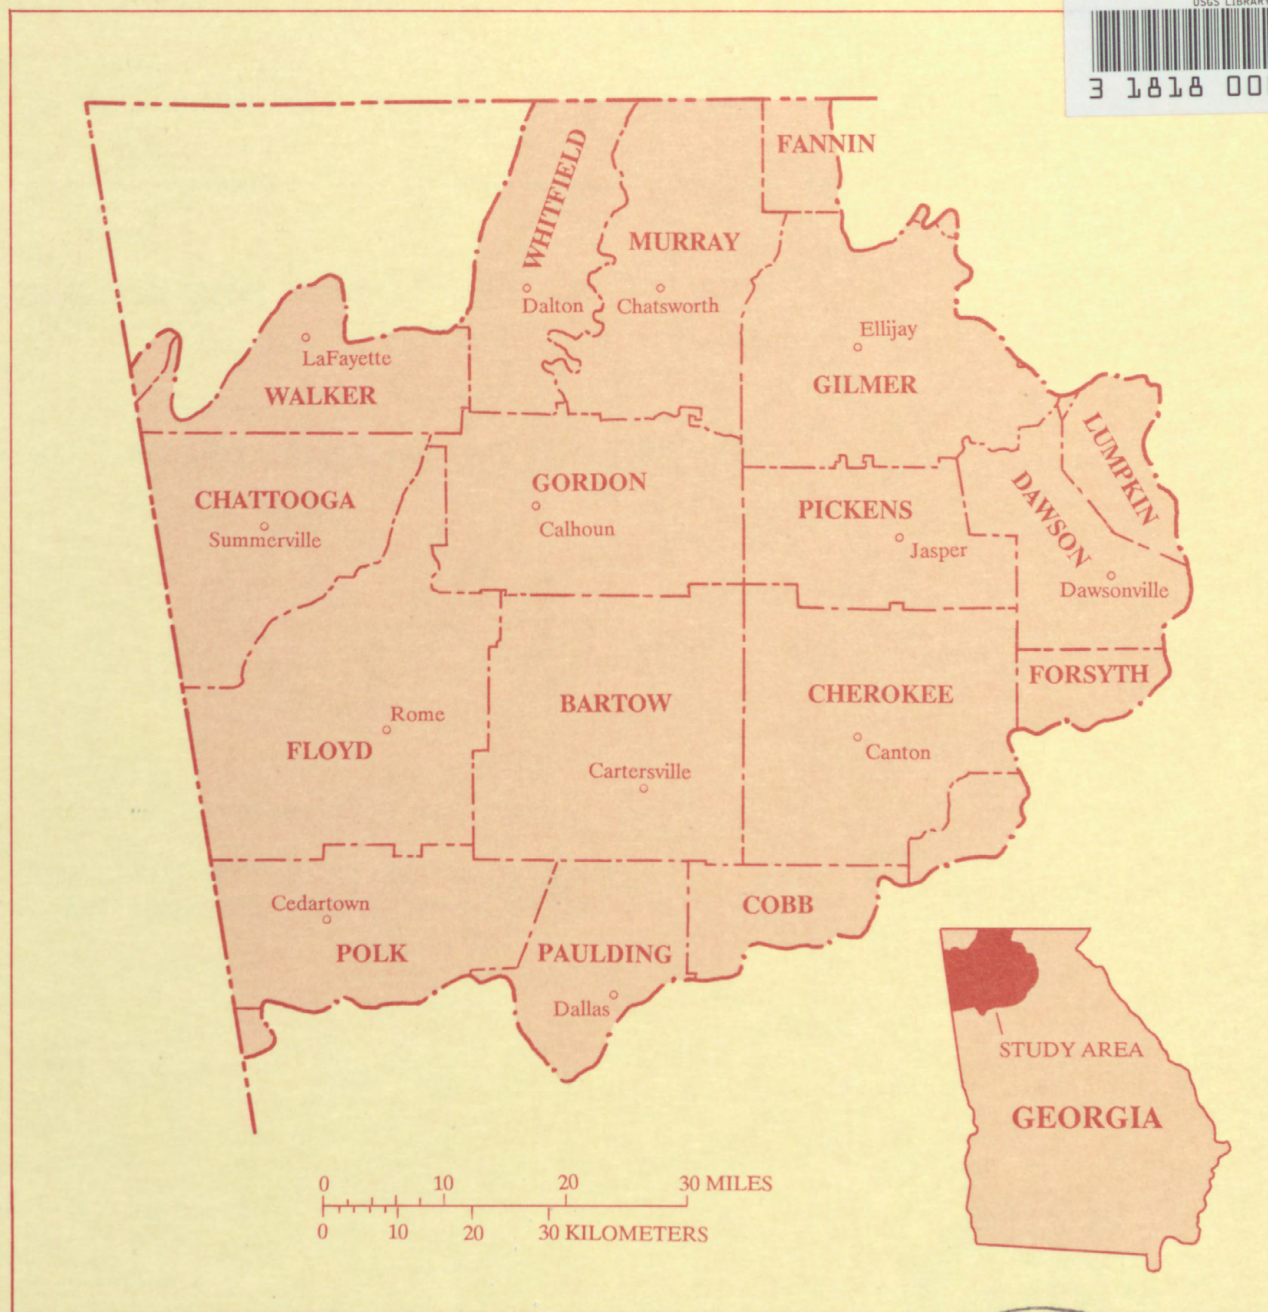 USGS LIBRARY
3 1818 00
FANNIN
WHITFIELD
MURRAY
Dalton
Chatsworth
Ellijay
LaFayette
WALKER
GILMER
LUMPKIN
CHATTOOGA
GORDON
DAWSON
Summerville
Calhoun
PICKENS
Jasper
Dawsonville
FORSYTH
BARTOW
CHEROKEE
Rome
FLOYD
Canton
Cartersville
Cedartown
COBB
POLK
PAULDING
Dallas
STUDY AREA
GEORGIA
0 10 20 30 MILES
0 10 20 30 KILOMETERS